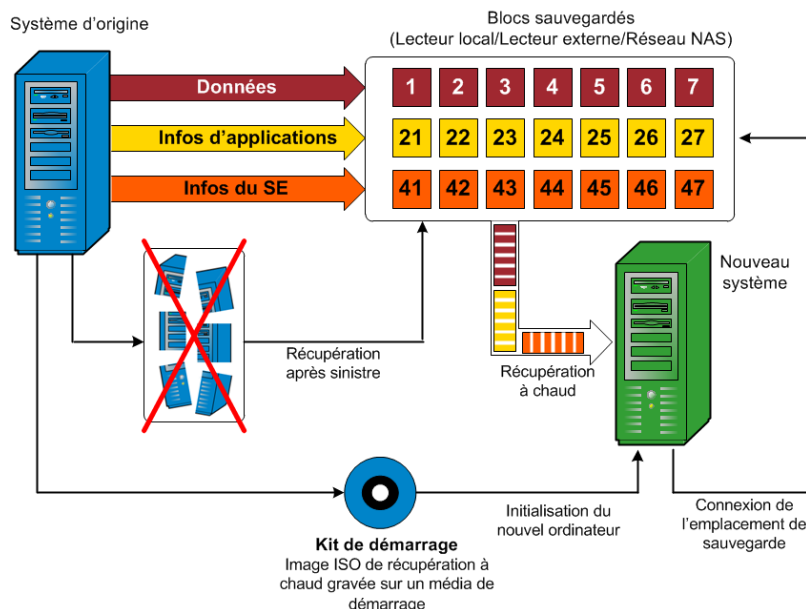 Système d'origine
Blocs sauvegardés
(Lecteur local/Lecteur externe/Réseau NAS)
Données
1 2 3 4 5 6 7
Infos d'applications
21 22 23 24 25 26 27
Infos du SE
41 42 43 44 45 46 47
Nouveau
système
Récupération
après sinistre
Récupération
à chaud
Initialisation du
nouvel ordinateur
Connexion de
l'emplacement de
sauvegarde
Kit de démarrage
Image ISO de récupération à
chaud gravée sur un média de
démarrage